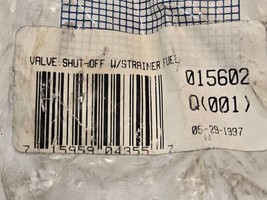 VALVE SHUT-OFF W/STRAINER FUEL
015602
Q(001)
05-29-1997
7 15959 04355 7